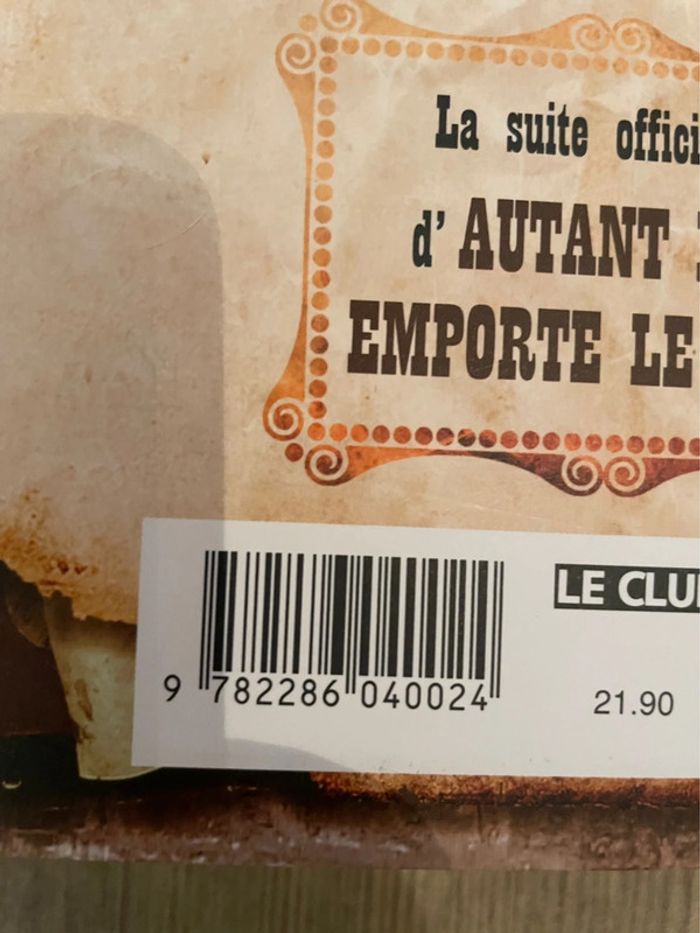 La suite offici
d' AUTANT
EMPORTE LE
LE CLU
9 782286 040024
21.90